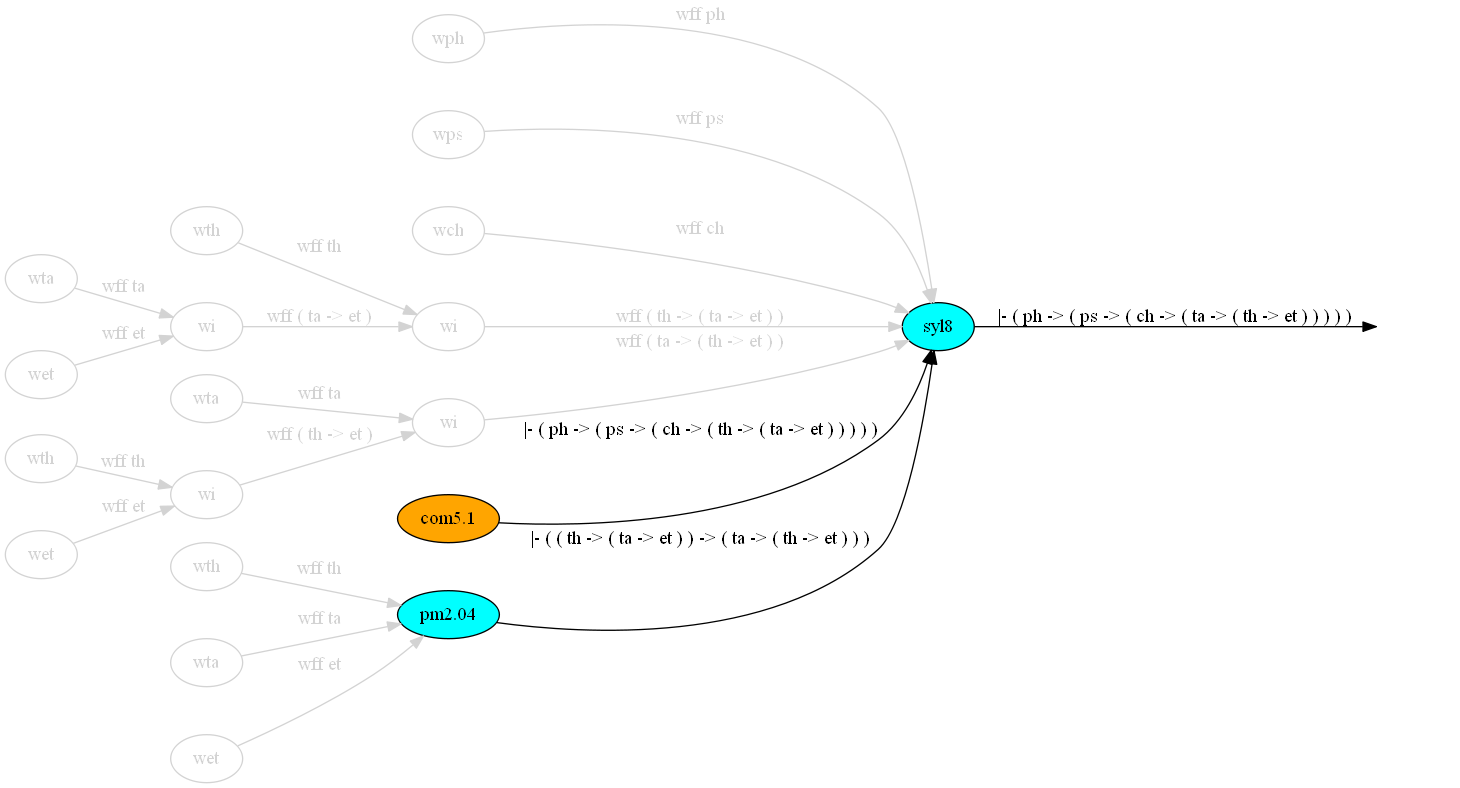 wff ph
wph
wff ps
wps
wff ch
wth
wch
wff th
wta
wff ta
wff ( ta -> et )
wi
wi
wff ( th -> ( ta -> et ) )
syl8
|- ( ph -> ( ps -> ( ch -> ( ta -> ( th -> et ) ) ) ) )
wff et
wff ( ta -> ( th -> et ) )
wet
wff ta
wta
wi
wff ( th -> et )
|- ( ph -> ( ps -> ( ch -> ( th -> ( ta -> et ) ) ) ) )
wth
wff th
wi
wff et
com5.1
|- ( ( th -> ( ta -> et ) ) -> ( ta -> ( th -> et ) ) )
wet
wth
wff th
pm2.04
wff ta
wta
wff et
wet